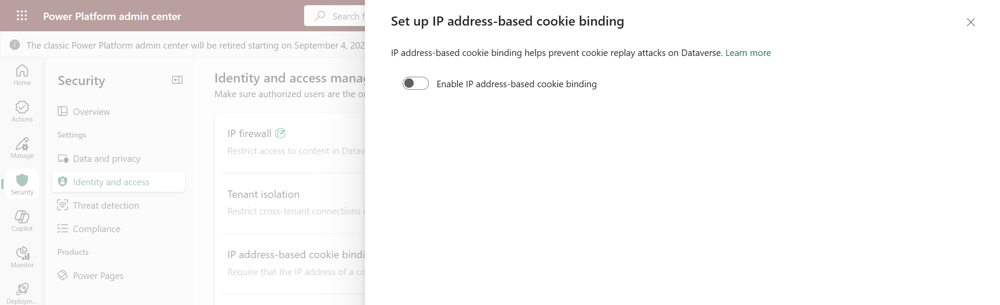 Power Platform admin center
Search f
The classic Power Platform admin center will be retired starting on September 4, 202
Home
Actions
Manage
Security
Copilot
Monitor
Deploym...
Security
Overview
Settings
Data and privacy
Identity and access
Threat detection
Compliance
Products
Power Pages
Identity and access mana
Make sure authorized users are the o
IP firewall
Restrict access to content in Datav
Tenant isolation
Restrict cross-tenant connections i
IP address-based cookie bindi
Require that the IP address of a co
Set up IP address-based cookie binding
IP address-based cookie binding helps prevent cookie replay attacks on Dataverse. Learn more
Enable IP address-based cookie binding